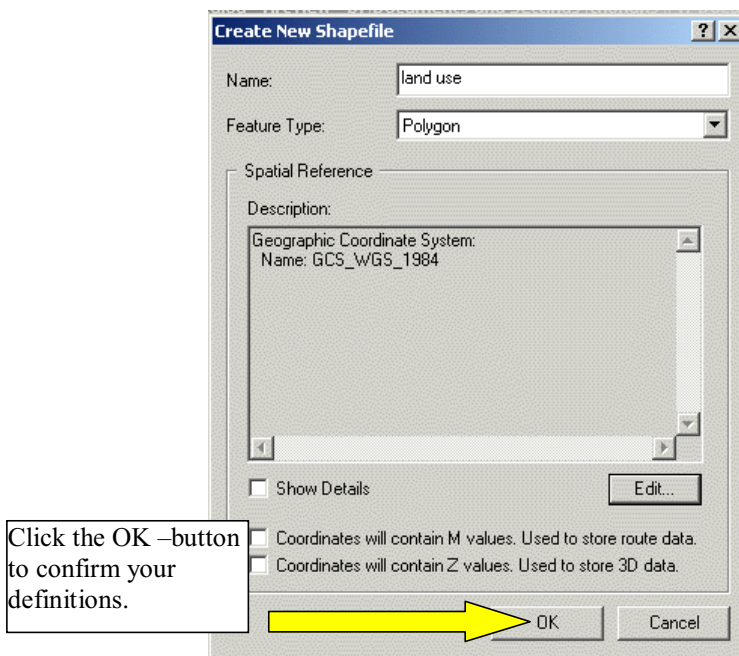 Create New Shapefile
Name: land use
Feature Type: Polygon
Spatial Reference
Description:
Geographic Coordinate System:
Name: GCS_WGS_1984
Show Details
Edit...
Click the OK –button
to confirm your
definitions.
Coordinates will contain M values. Used to store route data.
Coordinates will contain Z values. Used to store 3D data.
OK Cancel